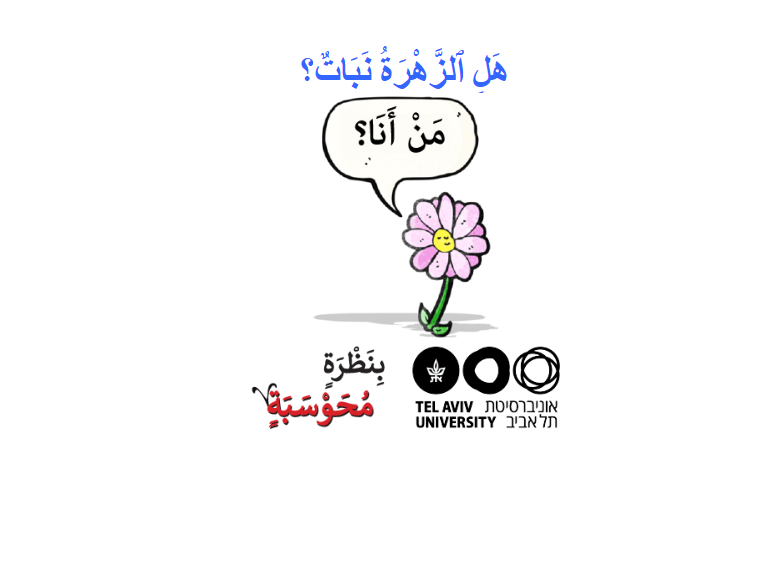 هَلِ ٱلزَّهْرَةُ نَبَاتٌ؟
مَنْ أَنَا؟
بِنَظْرَةٍ
مُحَوْسَبَةٍ
TEL AVIV אוניברסיטת
UNIVERSITY תל אביב